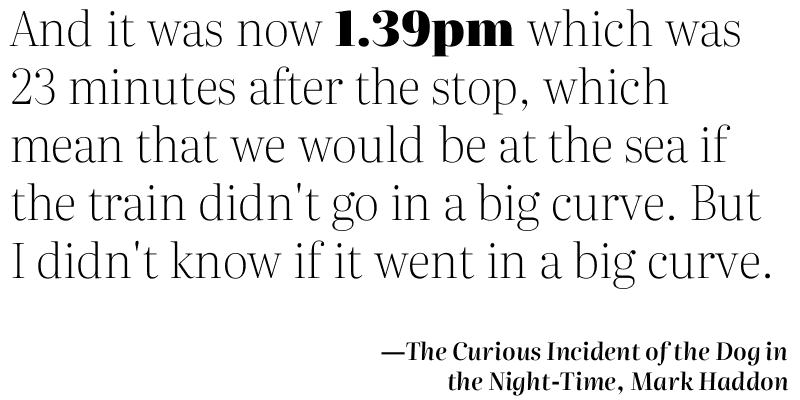 And it was now 1.39pm which was
23 minutes after the stop, which
mean that we would be at the sea if
the train didn't go in a big curve. But
I didn't know if it went in a big curve.
—The Curious Incident of the Dog in
the Night-Time, Mark Haddon